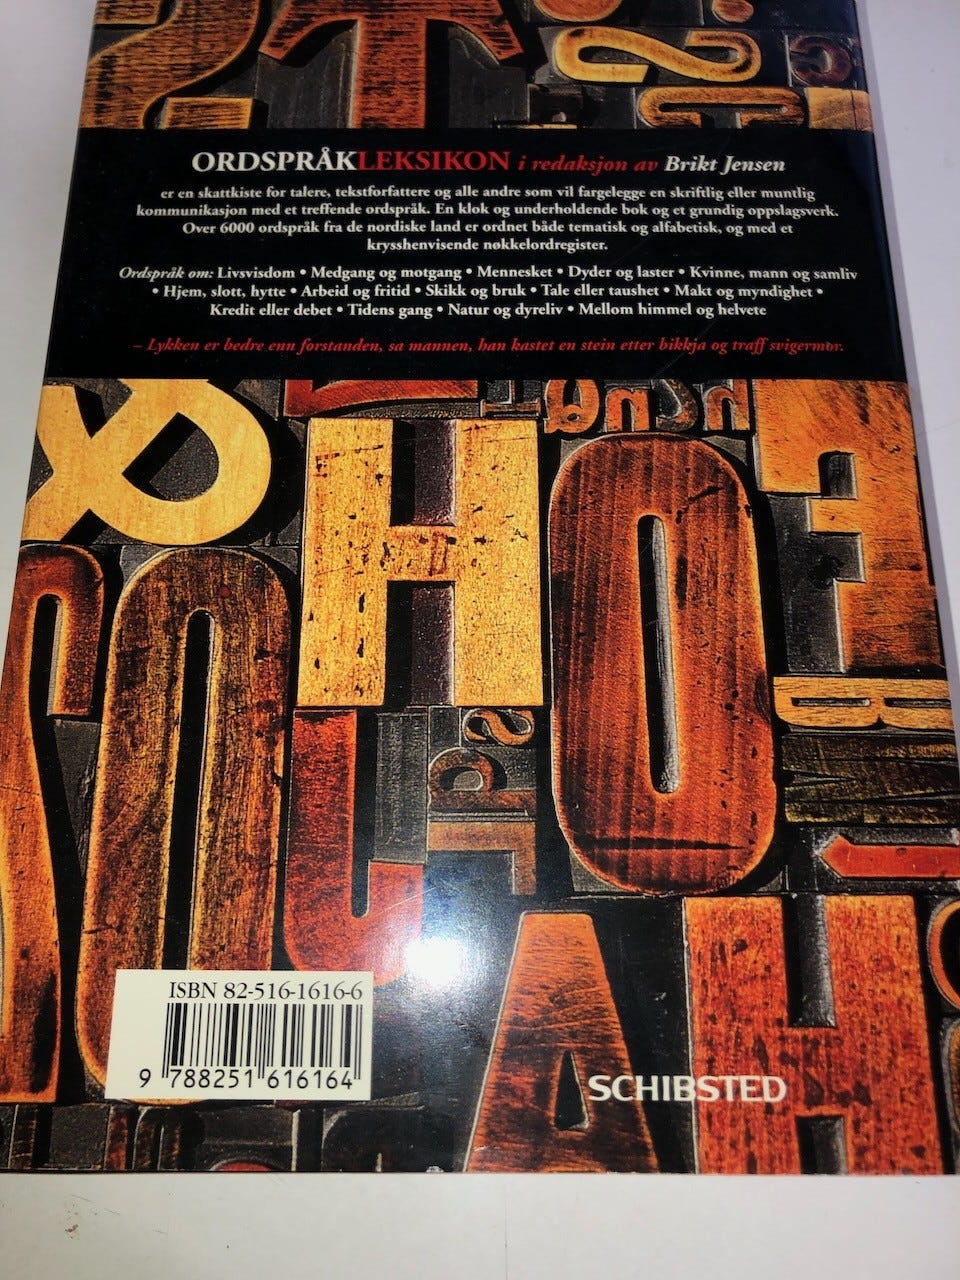 ORDSPRÅKLEKSIKON i redaksjon av Brikt Jensen
er en skattkiste for talere, tekstforfattere og alle andre som vil fargelegge en skriftlig eller muntlig
kommunikasjon med et treffende ordspråk. En klok og underholdende bok og et grundig oppslagsverk.
Over 6000 ordspråk fra de nordiske land er ordnet både tematisk og alfabetisk, og med et
krysshenvisende nøkkelordregister.
Ordspråk om: Livsvisdom • Medgang og motgang • Mennesket • Dyder og laster • Kvinne, mann og samliv
• Hjem, slott, hytte • Arbeid og fritid • Skikk og bruk • Tale eller taushet • Makt og myndighet •
Kredit eller debet • Tidens gang • Natur og dyreliv • Mellom himmel og helvete
– Lykken er bedre enn forstanden, sa mannen, han kastet en stein etter bikkja og traff svigermor.
ISBN 82-516-1616-6
9 788251 616164
SCHIBSTED